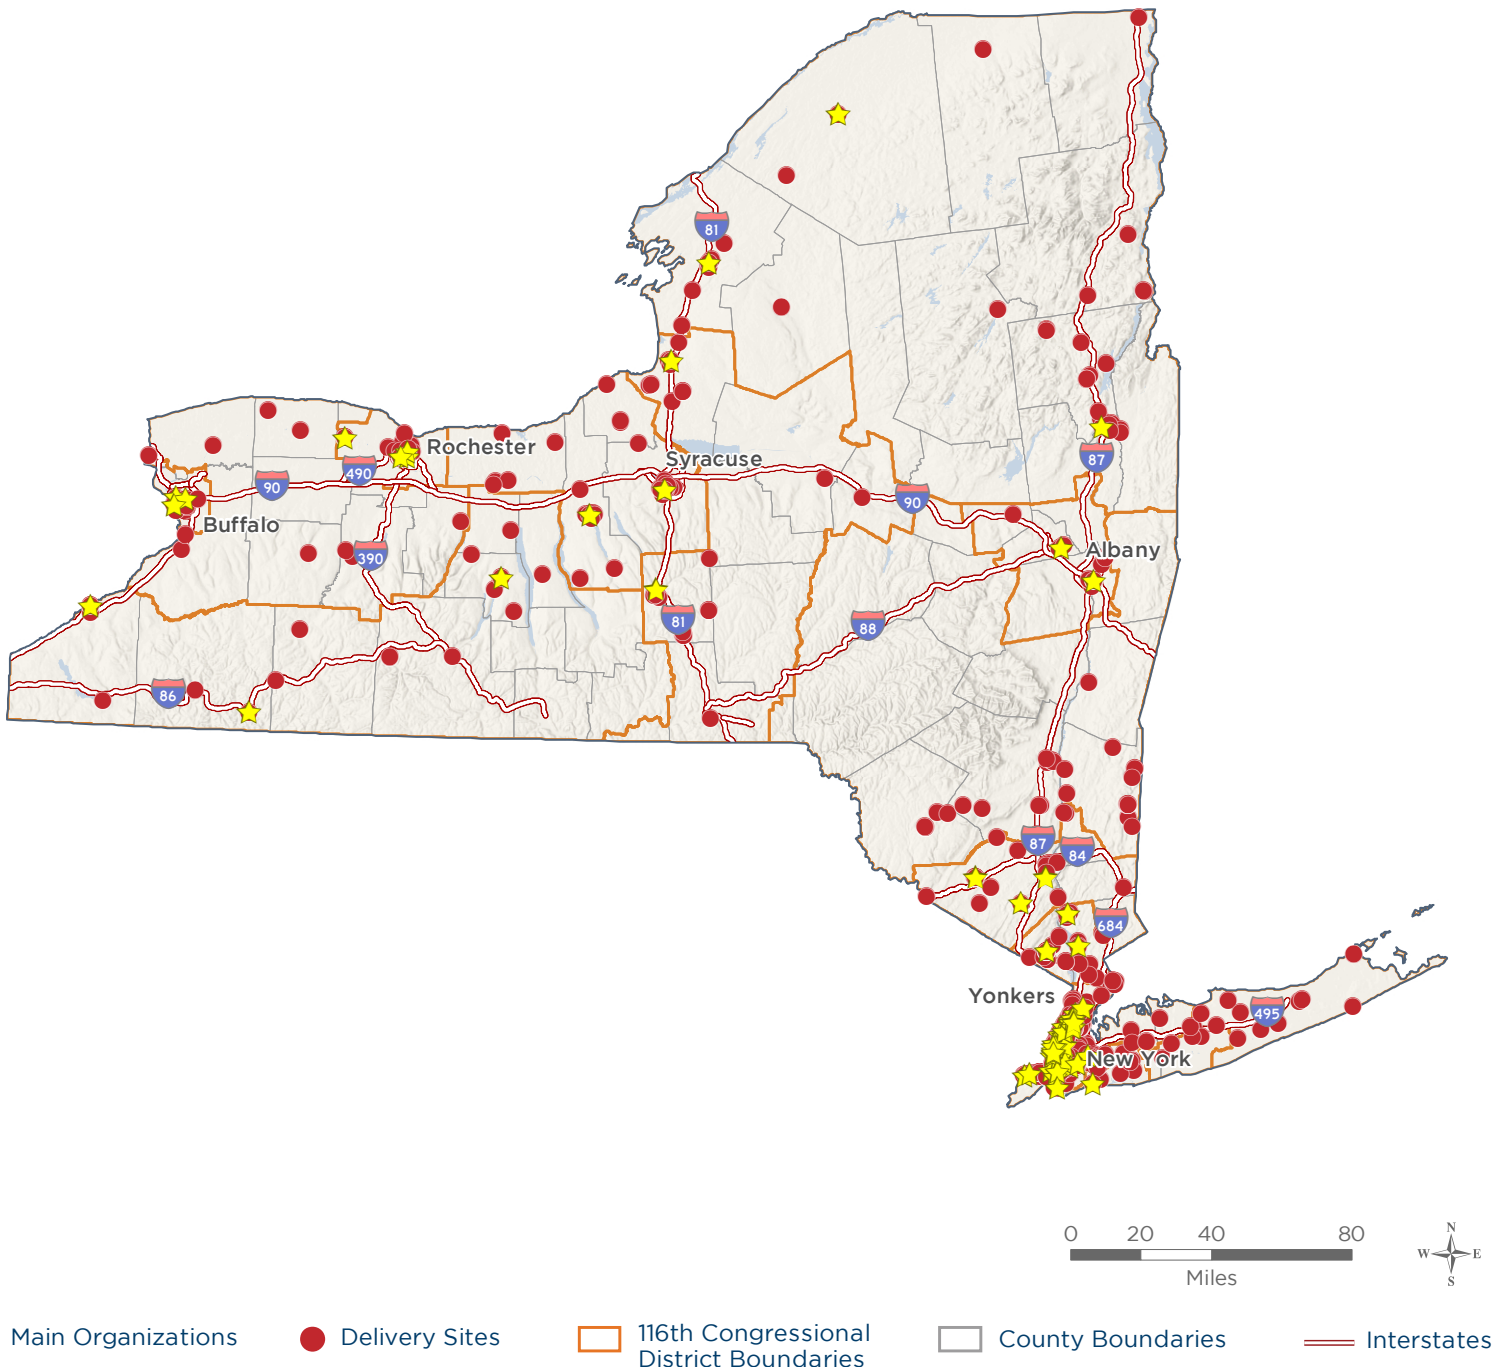 81
Rochester
Syracuse
490
90
87
90
Buffalo
390
Albany
81
88
86
87
84
684
Yonkers
495
New York
0 20 40 80
Miles
N
W E
S
Main Organizations
Delivery Sites
116th Congressional
District Boundaries
County Boundaries
Interstates